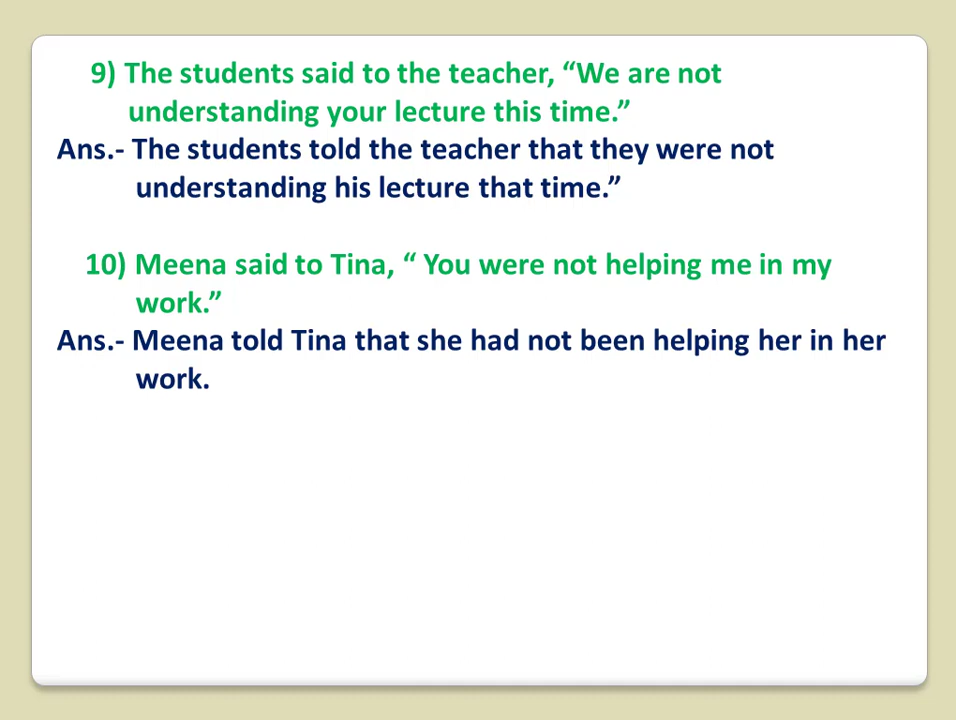 9) The students said to the teacher, “We are not
understanding your lecture this time.”
Ans.- The students told the teacher that they were not
understanding his lecture that time.”
10) Meena said to Tina, “ You were not helping me in my
work.”
Ans.- Meena told Tina that she had not been helping her in her
work.